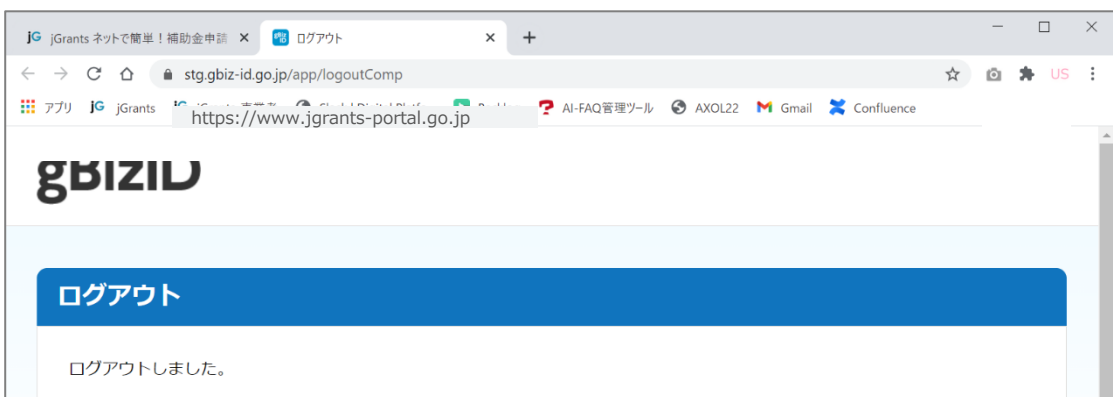 jG jGrants ネットで簡単！補助金申請
ログアウト
stg.gbiz-id.go.jp/app/logoutComp
US
アプリ jG jGrants AI-FAQ管理ツール AXOL22 Gmail Confluence
https://www.jgrants-portal.go.jp
gBizID
ログアウト
ログアウトしました。